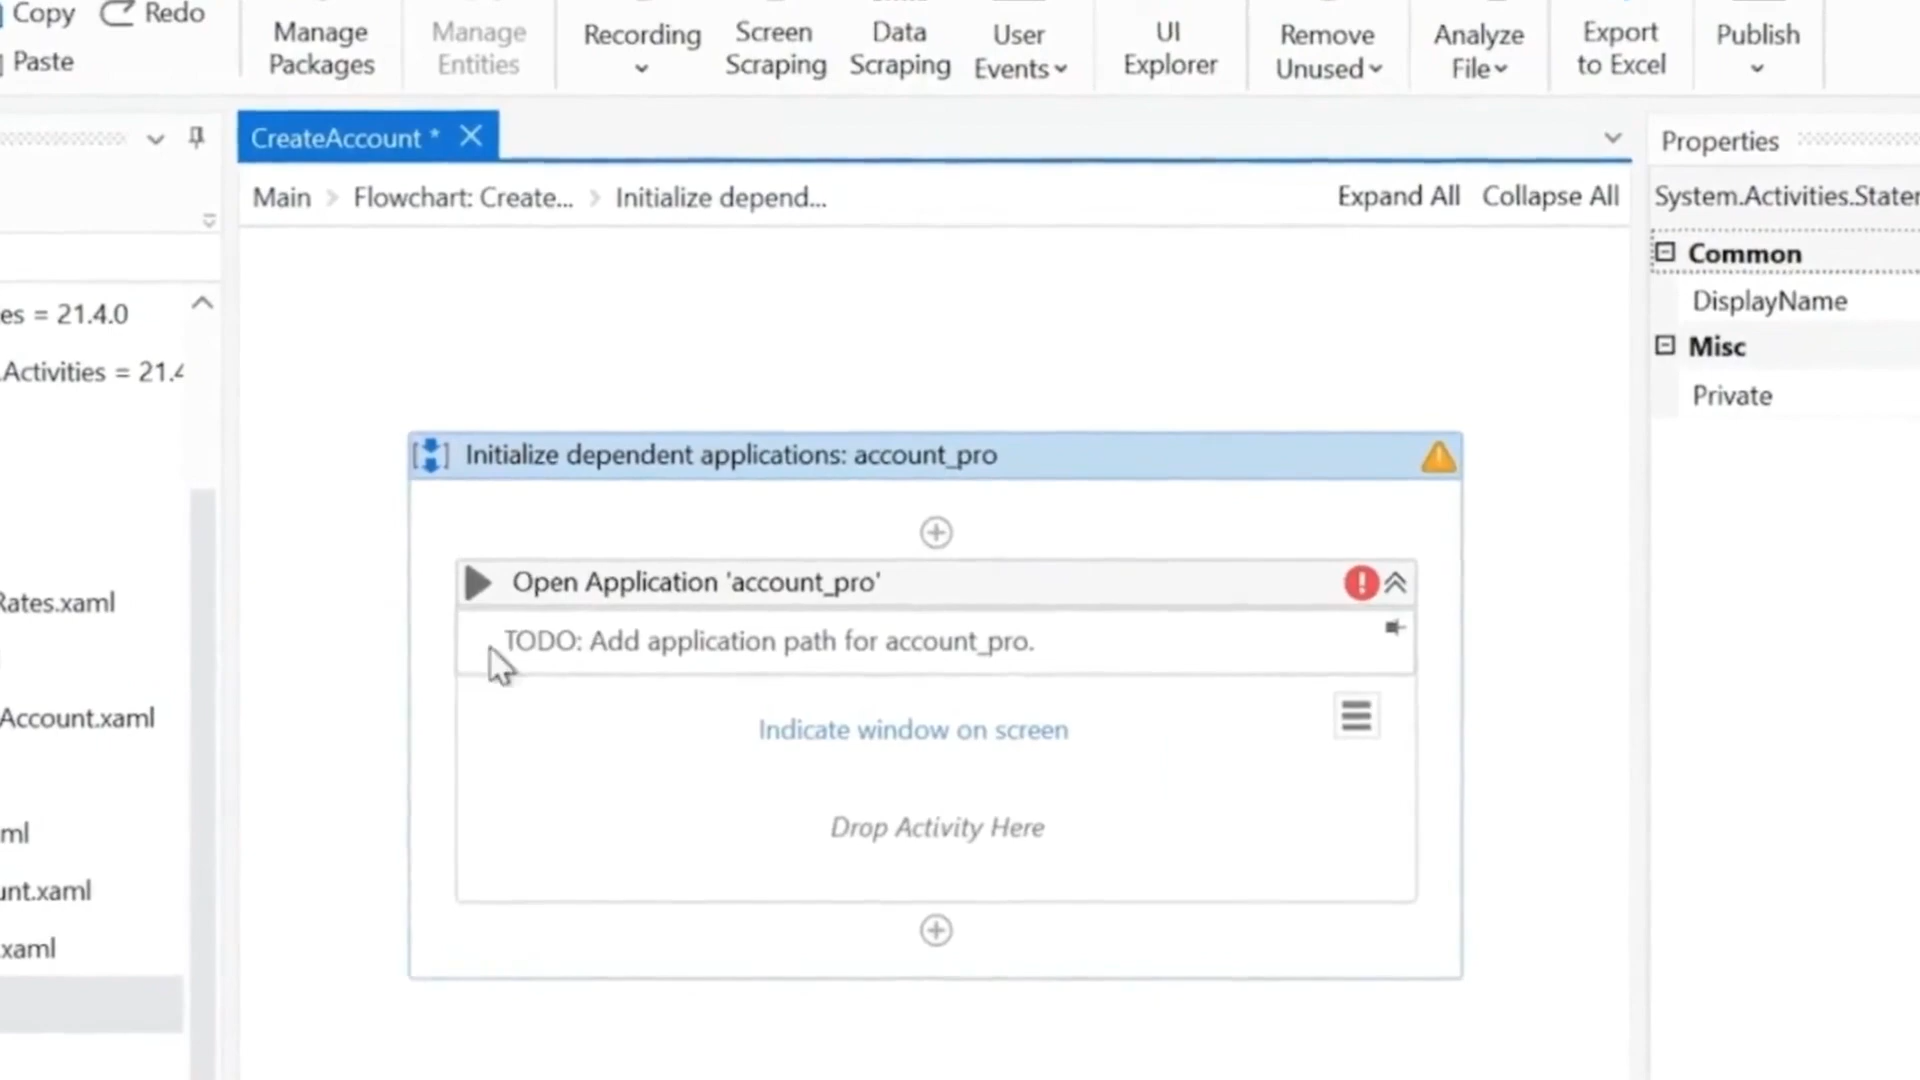 Copy Redo
Paste
Manage
Packages
Manage
Entities
Recording
Screen
Scraping
Data
Scraping
User
Events
UI
Explorer
Remove
Unused
Analyze
File
Export
to Excel
Publish
CreateAccount *
Main Flowchart: Create... Initialize depend...
Expand All Collapse All
es = 21.4.0
.Activities = 21.4
Rates.xaml
Account.xaml
ml
unt.xaml
.xaml
Initialize dependent applications: account_pro
Open Application 'account_pro'
TODO: Add application path for account_pro.
Indicate window on screen
Drop Activity Here
Properties
System.Activities.Stater
Common
DisplayName
Misc
Private